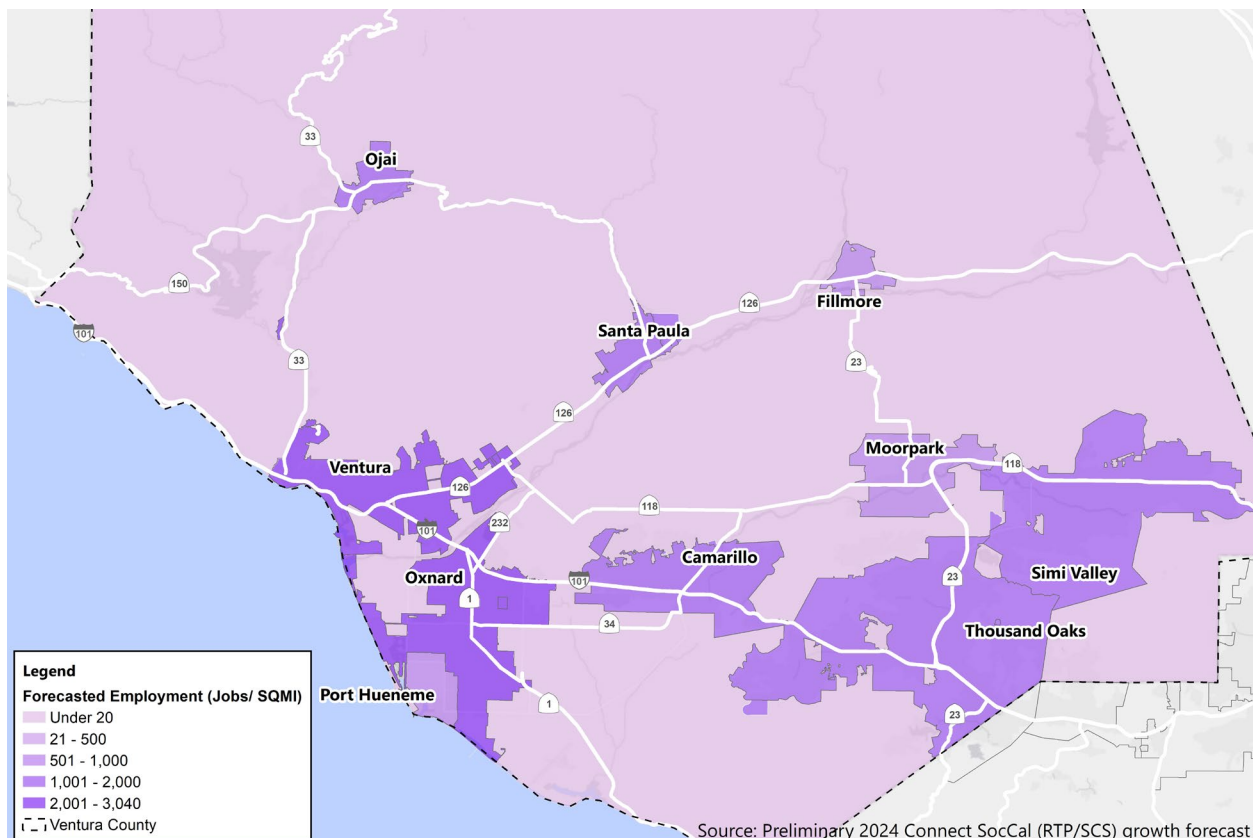 33
Ojai
150
101
126
Fillmore
Santa Paula
33
23
126
Moorpark
Ventura
118
126
118
232
101
Camarillo
Oxnard
101
Simi Valley
23
1
34
Thousand Oaks
Port Hueneme
1
23
Legend
Forecasted Employment (Jobs/ SQMI)
Under 20
21 - 500
501 - 1,000
1,001 - 2,000
2,001 - 3,040
Ventura County
Source: Preliminary 2024 Connect SocCal (RTP/SCS) growth forecast